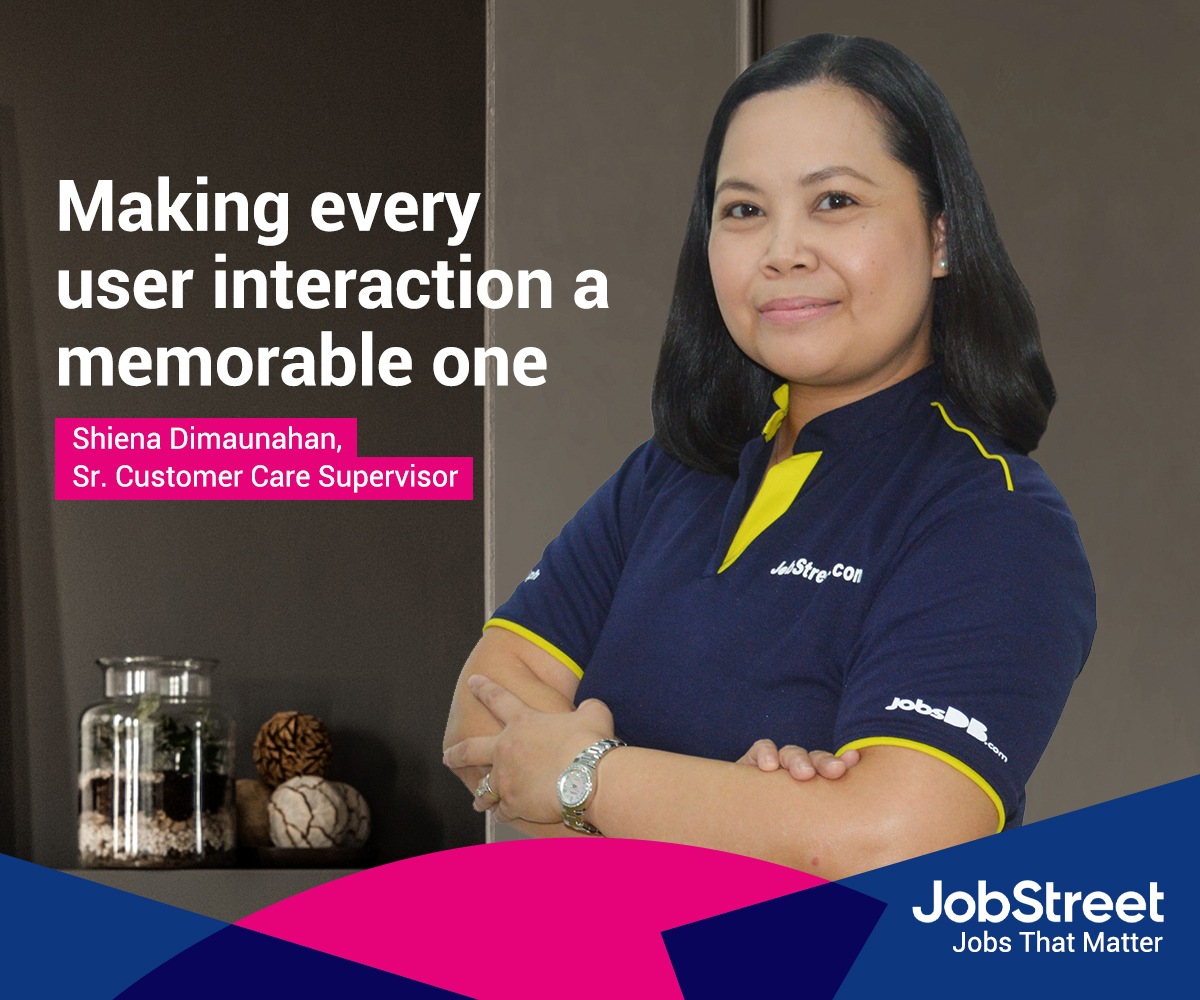 Making every
user interaction a
memorable one
Shiena Dimaunahan,
Sr. Customer Care Supervisor
JobStreet.com
jobsDB.com
JobStreet
Jobs That Matter